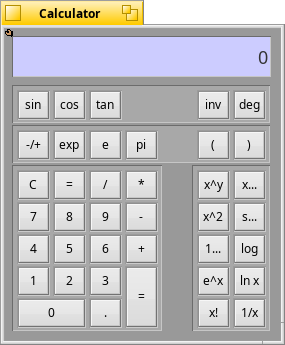 Calculator
0
sin cos tan inv deg
-/+ exp e pi ( )
C = / * x^y x...
7 8 9 - x^2 s...
4 5 6 + 1... log
1 2 3 = e^x ln x
0 . x! 1/x